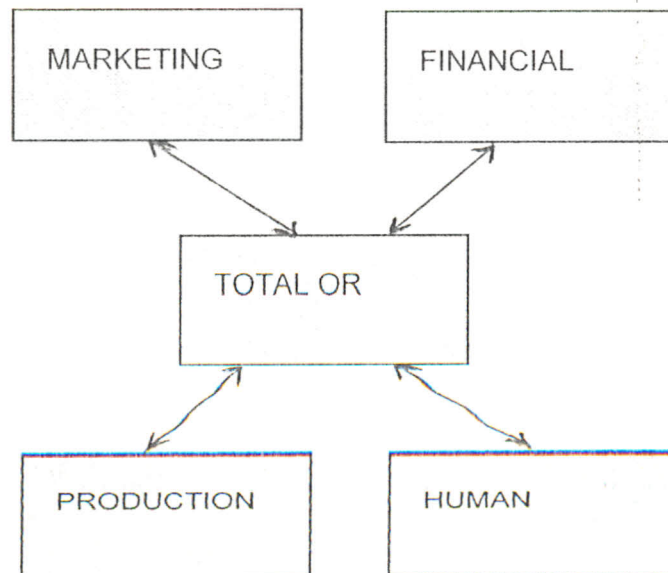 MARKETING
FINANCIAL
TOTAL OR
PRODUCTION
HUMAN